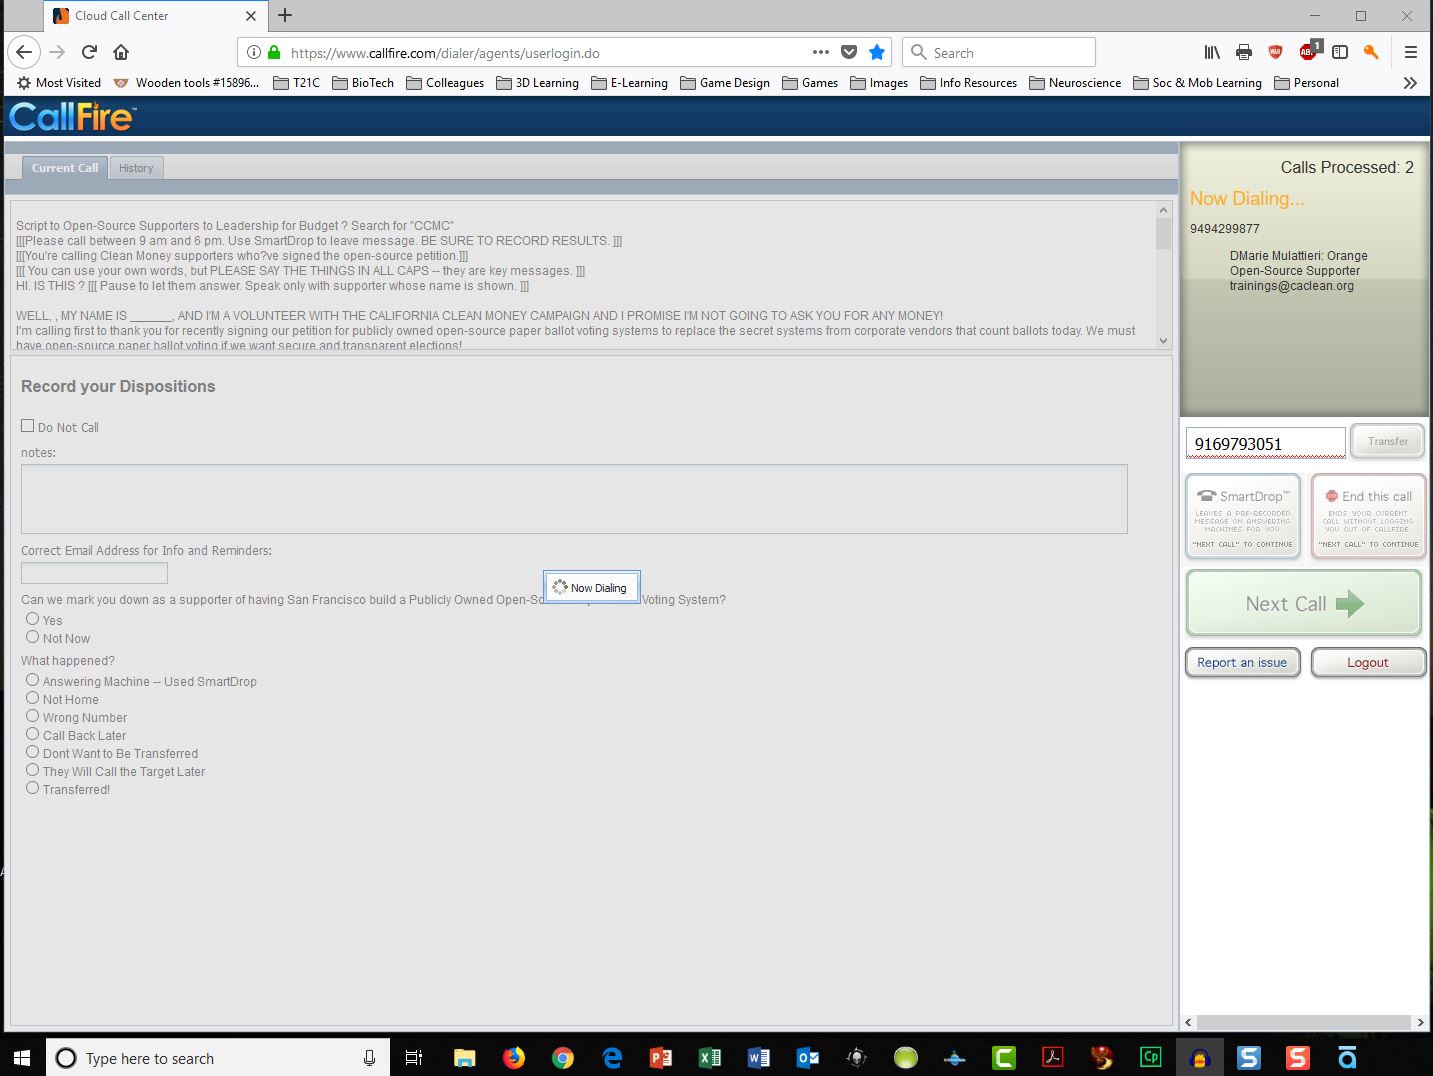 Cloud Call Center
https://www.callfire.com/dialer/agents/userlogin.do
Search
1
Most Visited
Wooden tools #15896...
T21C
BioTech
Colleagues
3D Learning
E-Learning
Game Design
Games
Images
Info Resources
Neuroscience
Soc & Mob Learning
Personal
CallFire™
Current Call
History
Script to Open-Source Supporters to Leadership for Budget ? Search for "CCMC"
[[[Please call between 9 am and 6 pm. Use SmartDrop to leave message. BE SURE TO RECORD RESULTS. ]]]
[[[You're calling Clean Money supporters who?ve signed the open-source petition.]]]
[[[ You can use your own words, but PLEASE SAY THE THINGS IN ALL CAPS -- they are key messages. ]]]
HI. IS THIS ? [[[ Pause to let them answer. Speak only with supporter whose name is shown. ]]]
WELL, , MY NAME IS ______, AND I'M A VOLUNTEER WITH THE CALIFORNIA CLEAN MONEY CAMPAIGN AND I PROMISE I'M NOT GOING TO ASK YOU FOR ANY MONEY!
I'm calling first to thank you for recently signing our petition for publicly owned open-source paper ballot voting systems to replace the secret systems from corporate vendors that count ballots today. We must
have open-source paper ballot voting if we want secure and transparent elections!
Record your Dispositions
Do Not Call
notes:
Correct Email Address for Info and Reminders:
Now Dialing
Can we mark you down as a supporter of having San Francisco build a Publicly Owned Open-So Voting System?
Yes
Not Now
What happened?
Answering Machine -- Used SmartDrop
Not Home
Wrong Number
Call Back Later
Dont Want to Be Transferred
They Will Call the Target Later
Transferred!
Calls Processed: 2
Now Dialing...
9494299877
DMarie Mulattieri: Orange
Open-Source Supporter
trainings@caclean.org
9169793051
Transfer
SmartDrop™
LEAVES A PRE-RECORDED
MESSAGE ON ANSWERING
MACHINES FOR YOU.
"NEXT CALL" TO CONTINUE
End this call
ENDS YOUR CURRENT
CALL WITHOUT LOGGING
YOU OUT OF CALLFIRE.
"NEXT CALL" TO CONTINUE
Next Call
Report an issue
Logout
Type here to search